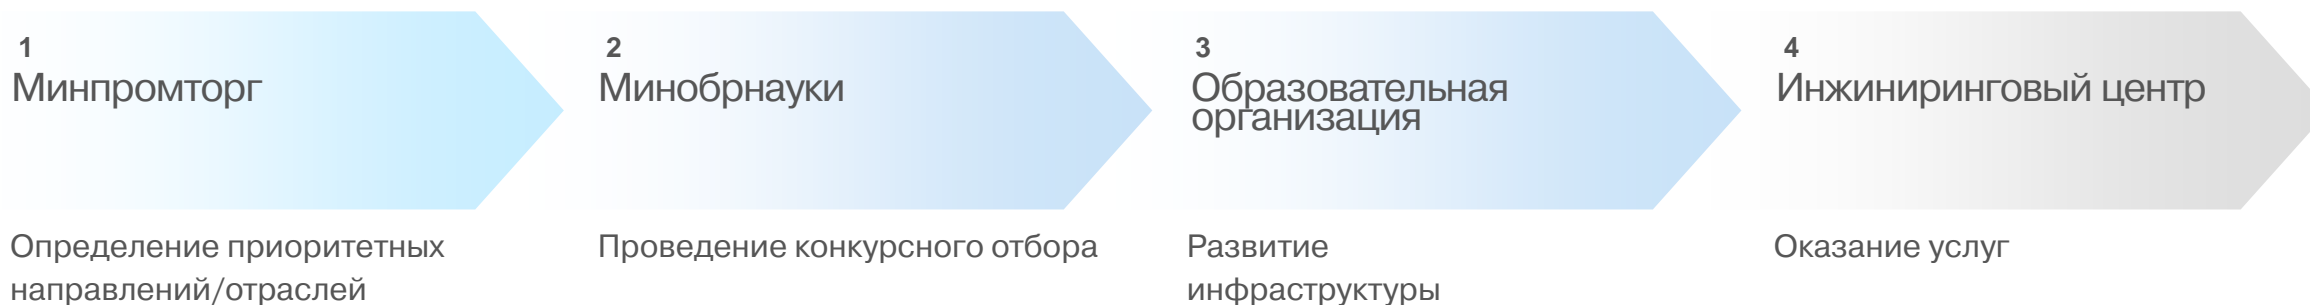 1
Минпромторг
Определение приоритетных
направлений/отраслей
2
Минобрнауки
Проведение конкурсного отбора
3
Образовательная
организация
Развитие
инфраструктуры
4
Инжиниринговый центр
Оказание услуг